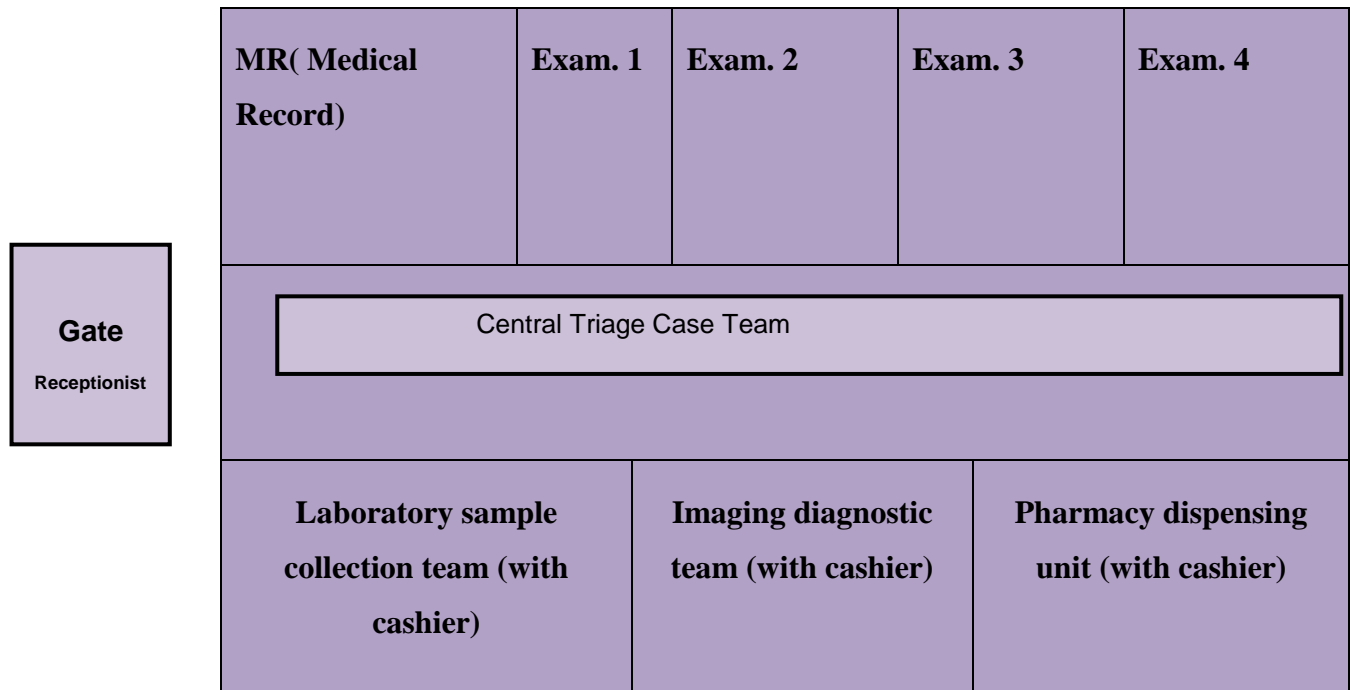 MR( Medical
Record)
Exam. 1
Exam. 2
Exam. 3
Exam. 4
Gate
Receptionist
Central Triage Case Team
Laboratory sample
collection team (with
cashier)
Imaging diagnostic
team (with cashier)
Pharmacy dispensing
unit (with cashier)